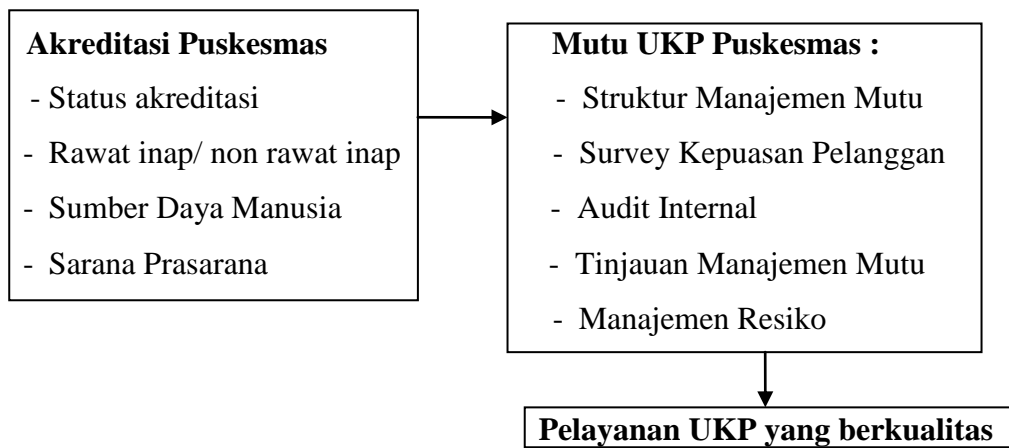 Akreditasi Puskesmas
- Status akreditasi
- Rawat inap/ non rawat inap
- Sumber Daya Manusia
- Sarana Prasarana
Mutu UKP Puskesmas :
- Struktur Manajemen Mutu
- Survey Kepuasan Pelanggan
- Audit Internal
- Tinjauan Manajemen Mutu
- Manajemen Resiko
Pelayanan UKP yang berkualitas